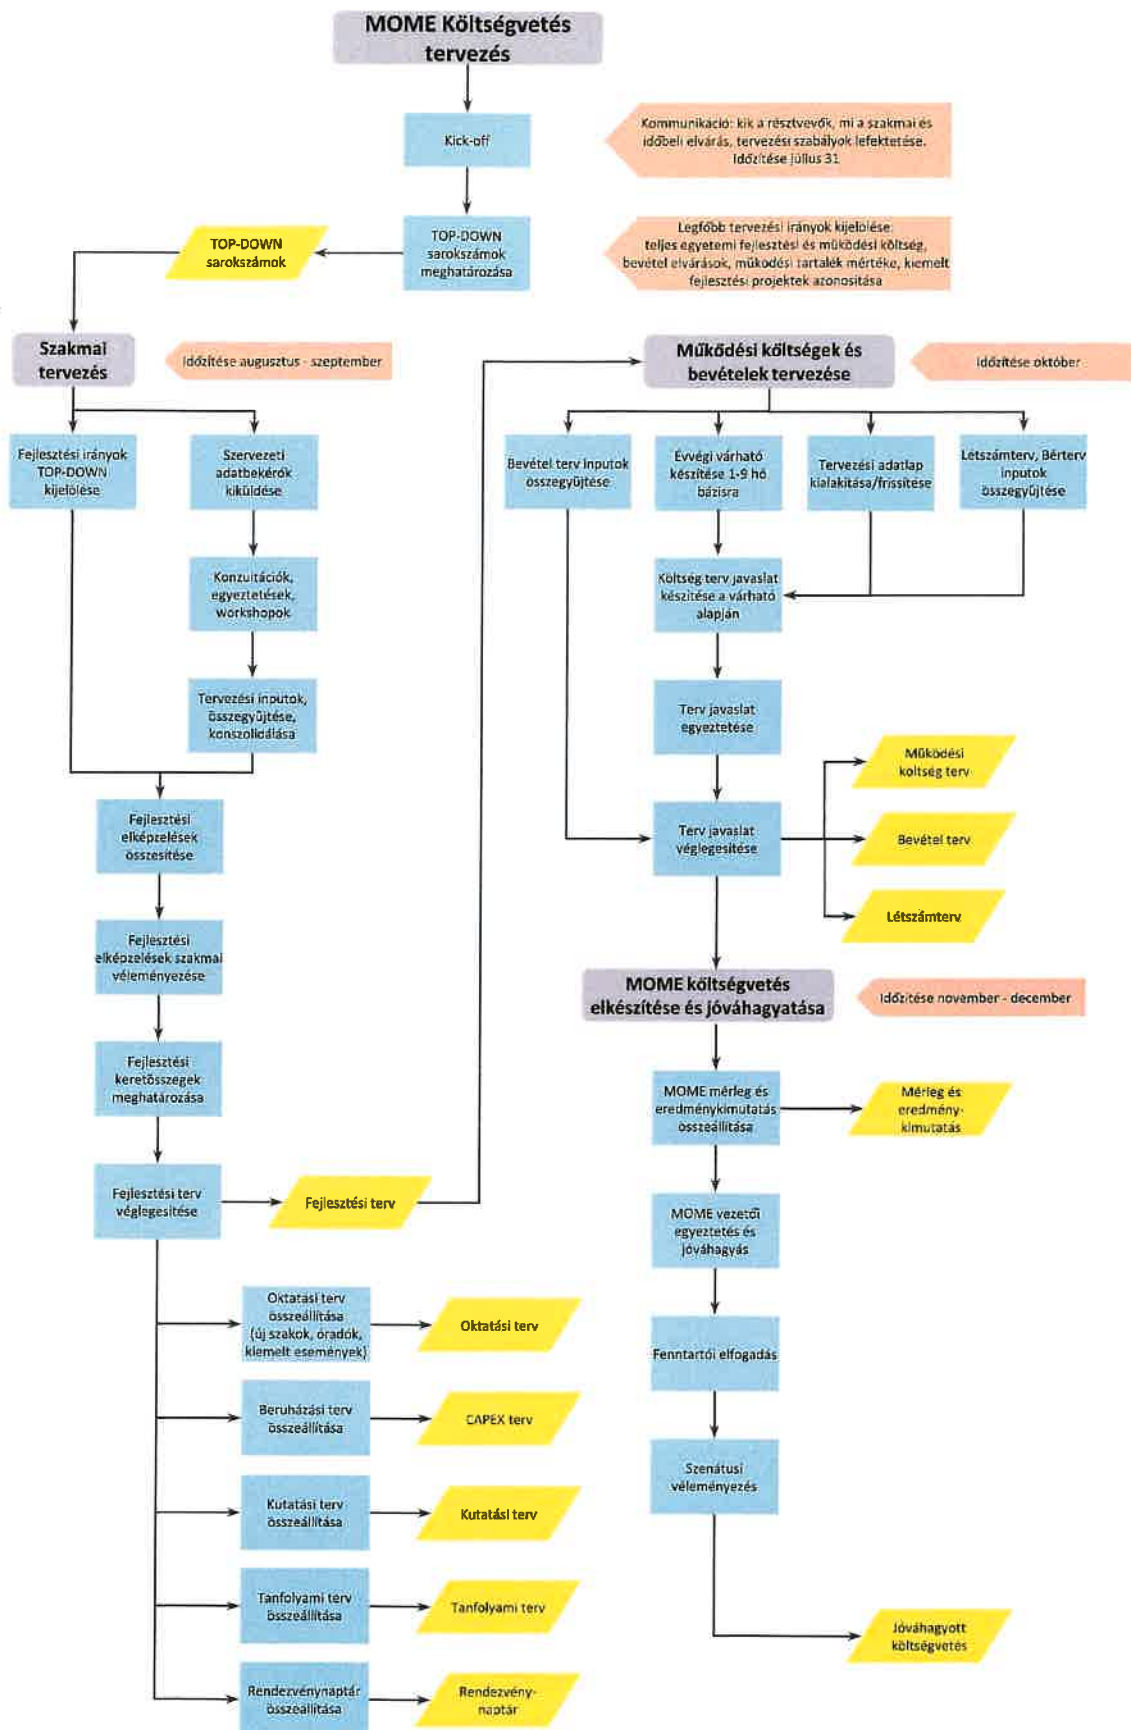 MOME Költségvetés
tervezés
Kick-off
Kommunikáció: kik a résztvevők, mi a szakmai és
időbeli elvárás, tervezési szabályok lefektetése.
Időzítése július 31
TOP-DOWN
sarokszámok
TOP-DOWN
sarokszámok
meghatározása
Legfőbb tervezési irányok kijelölése:
teljes egyetemi fejlesztési és működési költség,
bevétel elvárások, működési tartalék mértéke, kiemelt
fejlesztési projektek azonosítása
Szakmai
tervezés
Időzítése augusztus - szeptember
Fejlesztési irányok
TOP-DOWN
kijelölése
Szervezeti
adatbekérők
kiküldése
Konzultációk,
egyeztetések,
workshopok
Tervezési inputok,
összegyűjtése,
konszolidálása
Fejlesztési
elképzelések
összesítése
Fejlesztési
elképzelések szakmai
véleményezése
Fejlesztési
keretösszegek
meghatározása
Fejlesztési terv
véglegesítése
Fejlesztési terv
Oktatási terv
összeállítása
(új szakok, óradók,
kiemelt események)
Oktatási terv
Beruházási terv
összeállítása
CAPEX terv
Kutatási terv
összeállítása
Kutatási terv
Tanfolyami terv
összeállítása
Tanfolyami terv
Rendezvénynaptár
összeállítása
Rendezvény-
naptár
Működési költségek és
bevételek tervezése
Időzítése október
Bevétel terv inputok
összegyűjtése
Évvégi várható
készítése 1-9 hó
bázisra
Tervezési adatlap
kialakítása/frissítése
Létszámterv, Bérterv
inputok
összegyűjtése
Költség terv javaslat
készítése a várható
alapján
Terv javaslat
egyeztetése
Terv javaslat
véglegesítése
Működési
költség terv
Bevétel terv
Létszámterv
MOME költségvetés
elkészítése és jóváhagyatása
Időzítése november - december
MOME mérleg és
eredménykimutatás
összeállítása
Mérleg és
eredmény-
kimutatás
MOME vezetői
egyeztetés és
jóváhagyás
Fenntartói elfogadás
Szenátusi
véleményezés
Jóváhagyott
költségvetés